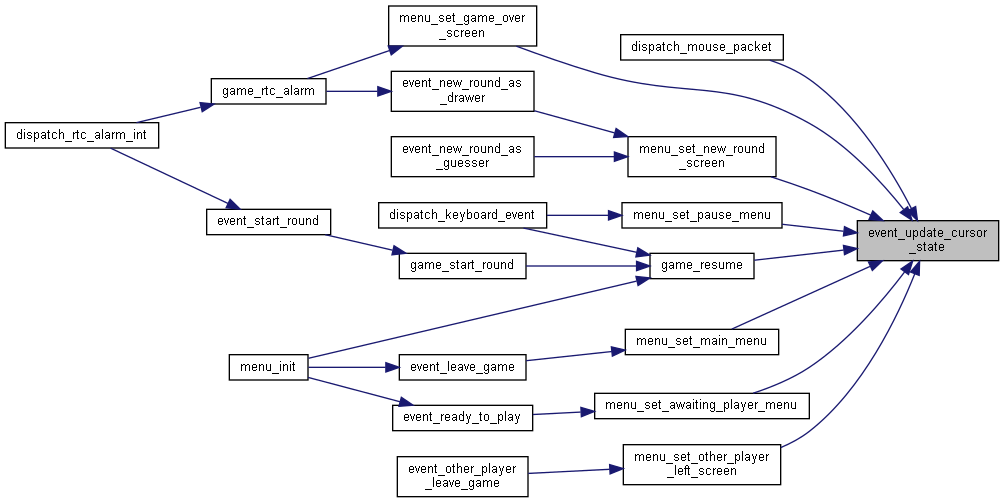 menu_set_game_over
_screen
dispatch_mouse_packet
game_rtc_alarm
event_new_round_as
_drawer
dispatch_rtc_alarm_int
event_new_round_as
_guesser
menu_set_new_round
_screen
event_start_round
dispatch_keyboard_event
menu_set_pause_menu
event_update_cursor
_state
game_start_round
game_resume
menu_init
event_leave_game
menu_set_main_menu
event_ready_to_play
menu_set_awaiting_player_menu
event_other_player
_leave_game
menu_set_other_player
_left_screen